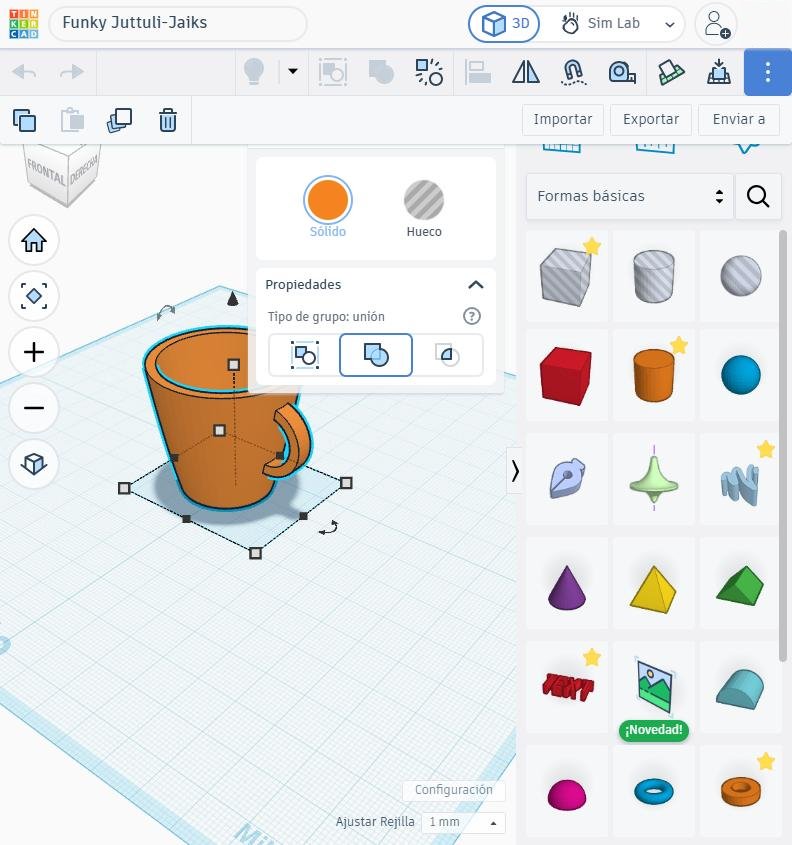 TIN
KER
CAD
Funky Juttuli-Jaiks
3D
Sim Lab
Importar
Exportar
Enviar a
FRONTAL
DERECHA
Sólido
Hueco
Propiedades
Tipo de grupo: unión
?
Formas básicas
TEXT
¡Novedad!
Configuración
Ajustar Rejilla
1 mm